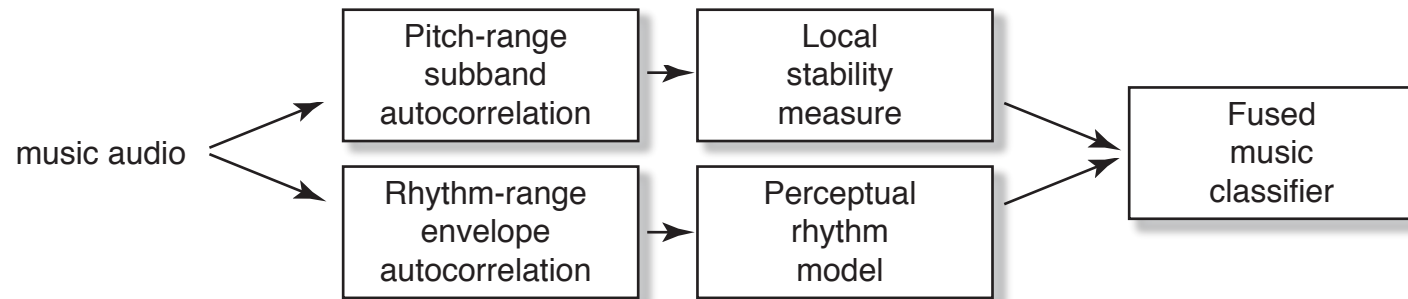 music audio
Pitch-range
subband
autocorrelation
Local
stability
measure
Rhythm-range
envelope
autocorrelation
Perceptual
rhythm
model
Fused
music
classifier